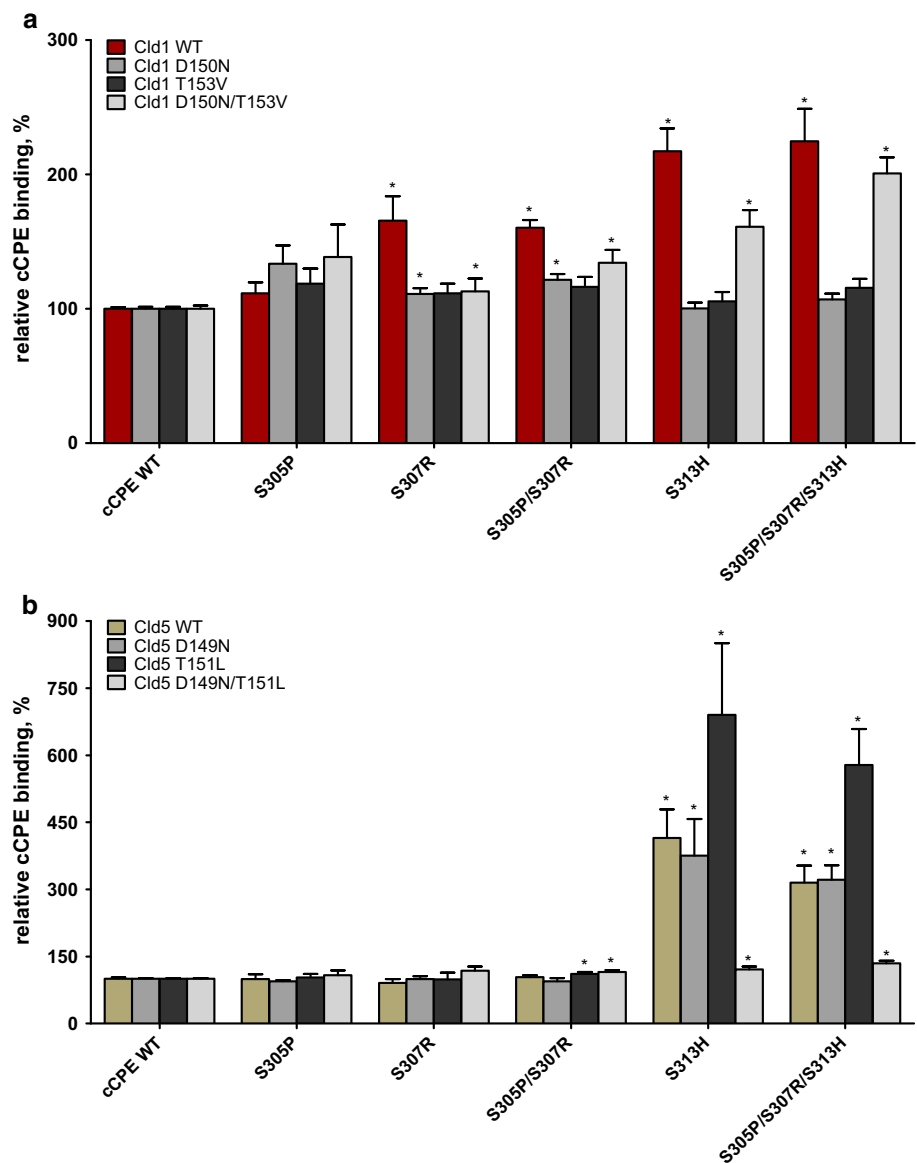 a
300
200
100
0
relative cCPE binding, %
Cld1 WT
Cld1 D150N
Cld1 T153V
Cld1 D150N/T153V
* * * * * * * * * *
cCPE WT
S305P
S307R
S305P/S307R
S313H
S305P/S307R/S313H
b
900
750
600
450
300
150
0
relative cCPE binding, %
Cld5 WT
Cld5 D149N
Cld5 T151L
Cld5 D149N/T151L
* * * * * * * * * *
cCPE WT
S305P
S307R
S305P/S307R
S313H
S305P/S307R/S313H